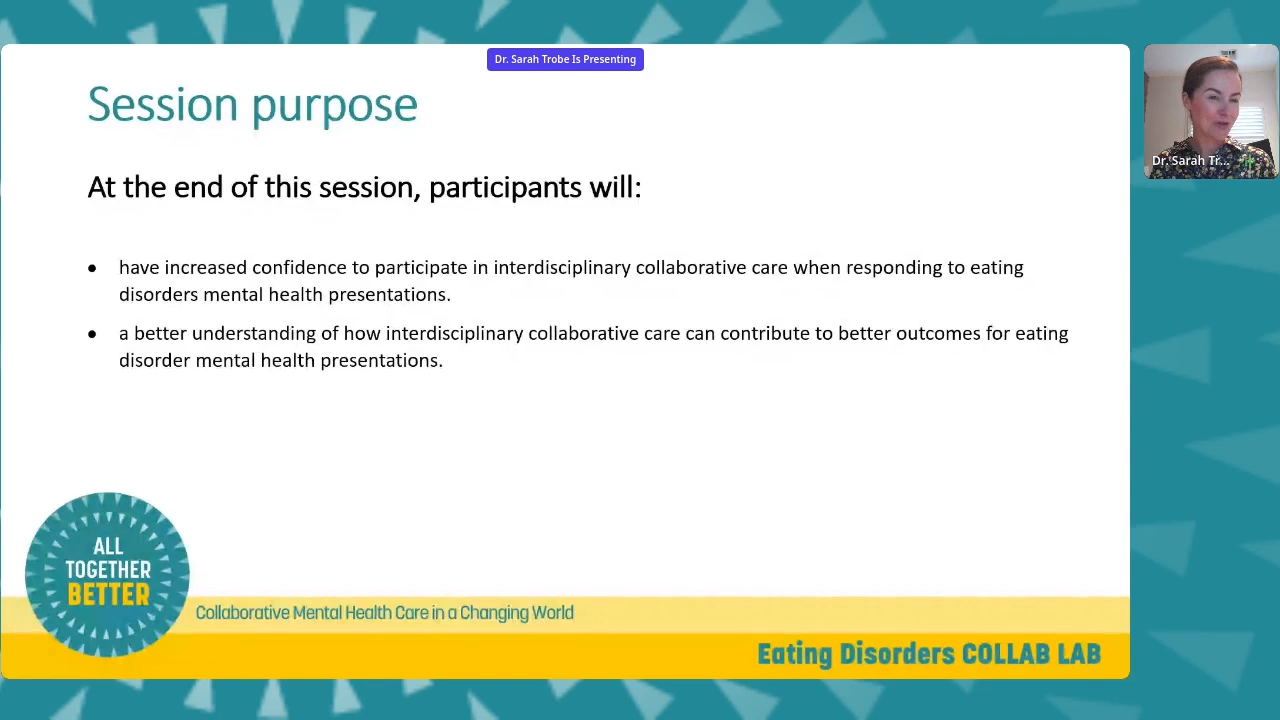 Dr. Sarah Trobe Is Presenting
Session purpose
At the end of this session, participants will:
• have increased confidence to participate in interdisciplinary collaborative care when responding to eating
disorders mental health presentations.
• a better understanding of how interdisciplinary collaborative care can contribute to better outcomes for eating
disorder mental health presentations.
Dr. Sarah Tr...
ALL
TOGETHER
BETTER
Collaborative Mental Health Care in a Changing World
Eating Disorders COLLAB LAB